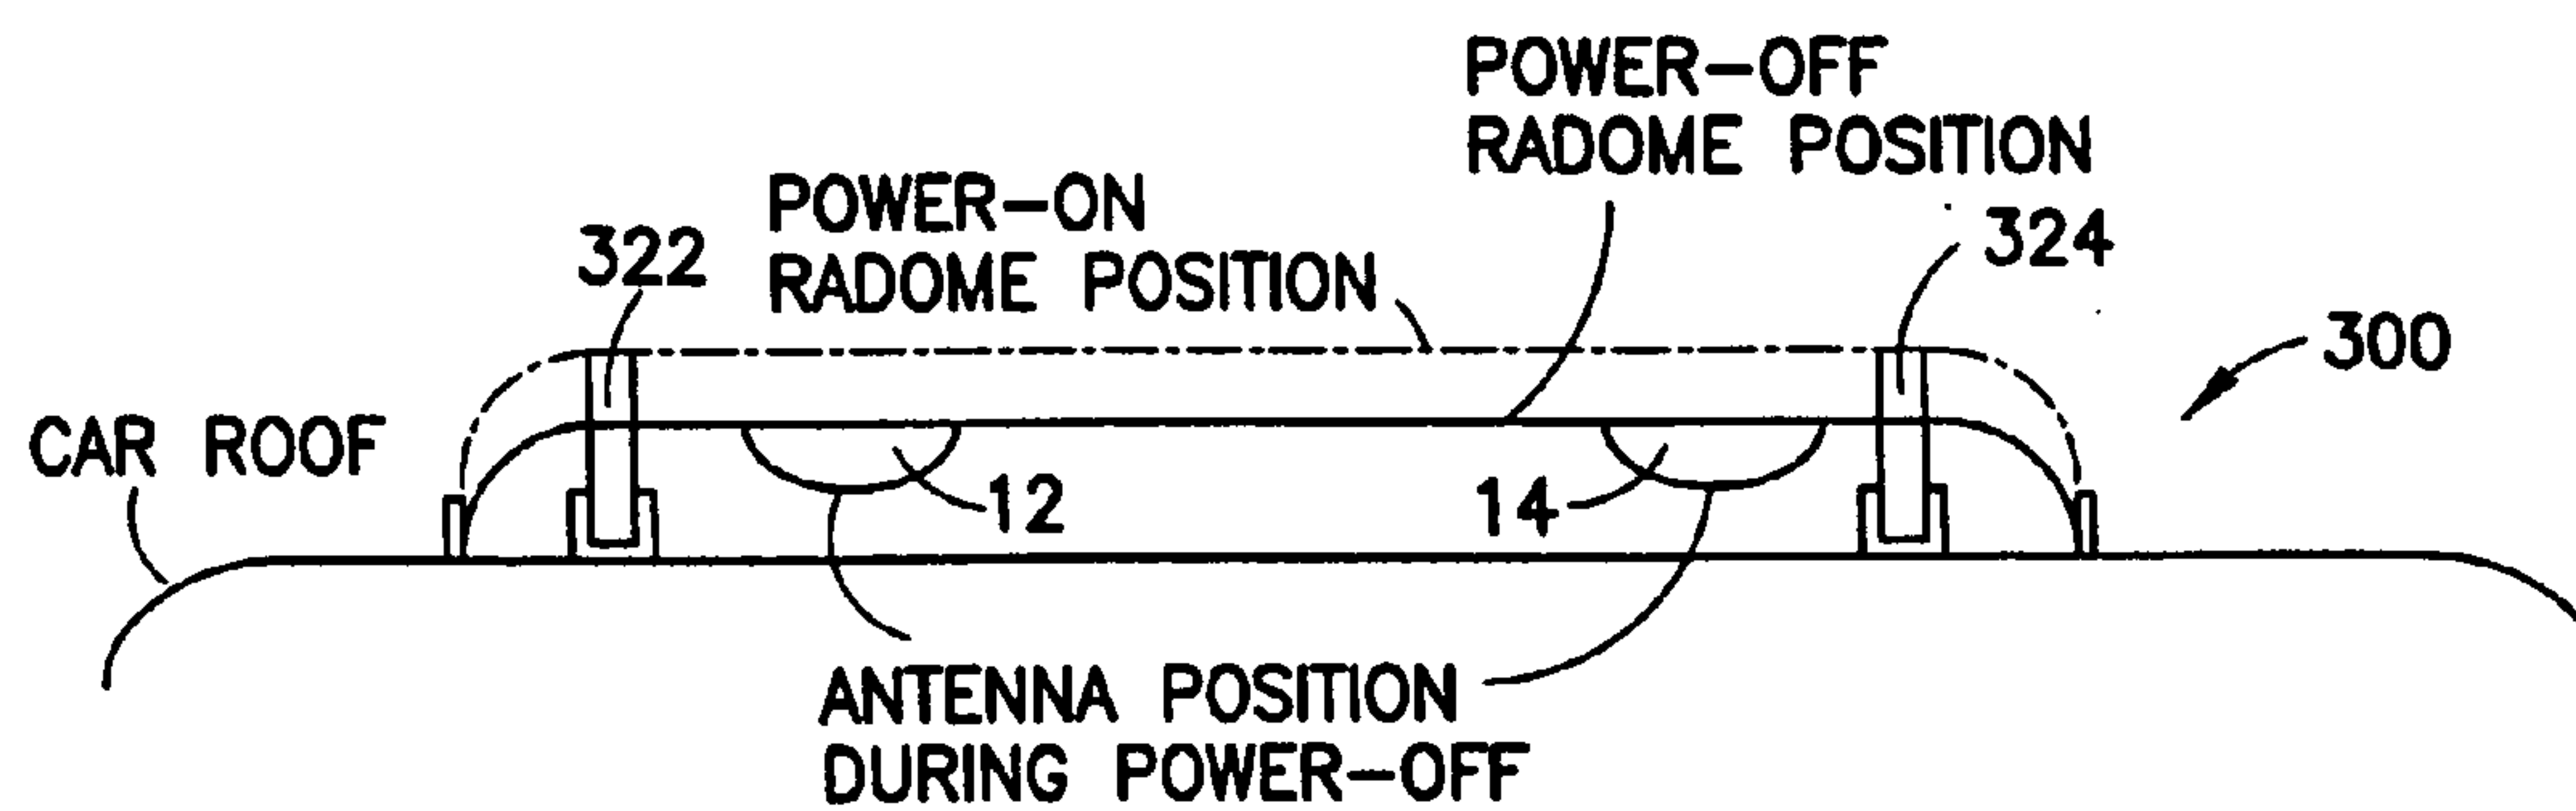 POWER-OFF
RADOME POSITION
POWER-ON
RADOME POSITION
322
324
300
CAR ROOF
12
14
ANTENNA POSITION
DURING POWER-OFF